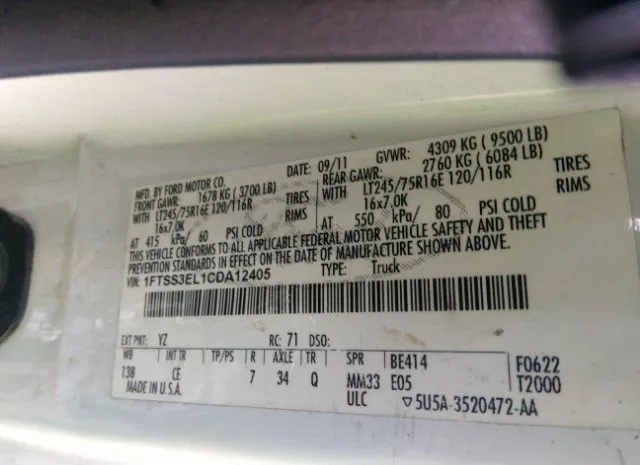 MFD. BY FORD MOTOR CO.
DATE: 09/11 GVWR: 4309 KG ( 9500 LB)
FRONT GAWR: 1678 KG ( 3700 LB) REAR GAWR: 2760 KG ( 6084 LB)
WITH LT245/75R16E 120/116R TIRES WITH LT245/75R16E 120/116R TIRES
16x7.0K RIMS 16x7.0K RIMS
AT 415 kPa/ 60 PSI COLD AT 550 kPa/ 80 PSI COLD
THIS VEHICLE CONFORMS TO ALL APPLICABLE FEDERAL MOTOR VEHICLE SAFETY AND THEFT
PREVENTION STANDARDS IN EFFECT ON THE DATE OF MANUFACTURE SHOWN ABOVE.
VIN: 1FTSS3EL1CDA12405 TYPE: Truck
EXT PNT: YZ RC: 71 DSO:
WB INT TR TP/PS R AXLE TR SPR BE414 F0622
138 CE 7 34 Q MM33 E05 T2000
MADE IN U.S.A. ULC ▽5U5A-3520472-AA